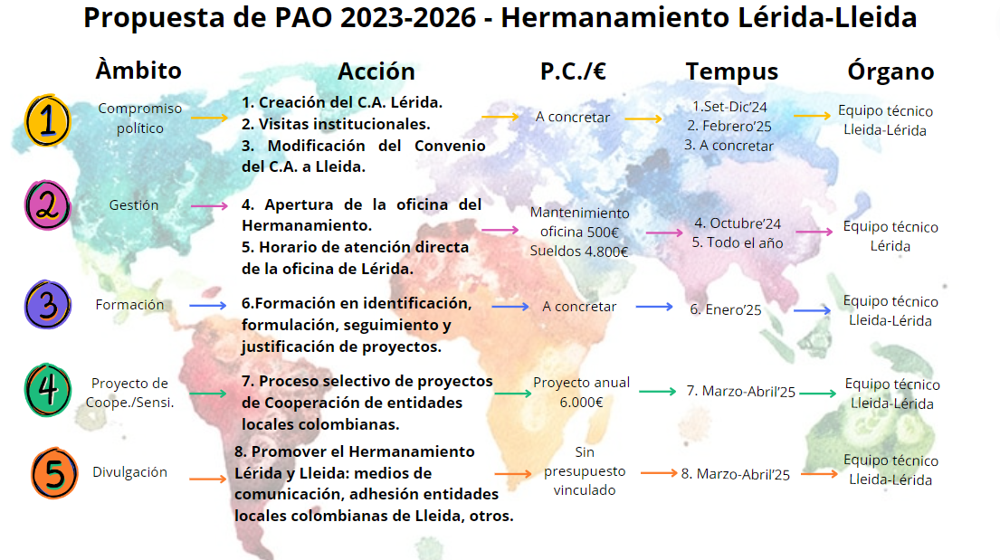 Propuesta de PAO 2023-2026 - Hermanamiento Lérida-Lleida
Àmbito
Acción
P.C./€
Tempus
Órgano
1
Compromiso
político
1. Creación del C.A. Lérida.
2. Visitas institucionales.
3. Modificación del Convenio
del C.A. a Lleida.
A concretar
1.Set-Dic’24
2. Febrero’25
3. A concretar
Equipo técnico
Lleida-Lérida
2
Gestión
4. Apertura de la oficina del
Hermanamiento.
5. Horario de atención directa
de la oficina de Lérida.
Mantenimiento
oficina 500€
Sueldos 4.800€
4. Octubre’24
5. Todo el año
Equipo técnico
Lérida
3
Formación
6.Formación en identificación,
formulación, seguimiento y
justificación de proyectos.
A concretar
6. Enero’25
Equipo técnico
Lleida-Lérida
4
Proyecto de
Coope./Sensi.
7. Proceso selectivo de proyectos
de Cooperación de entidades
locales colombianas.
Proyecto anual
6.000€
7. Marzo-Abril’25
Equipo técnico
Lleida-Lérida
5
Divulgación
8. Promover el Hermanamiento
Lérida y Lleida: medios de
comunicación, adhesión entidades
locales colombianas de Lleida, otros.
Sin
presupuesto
vinculado
8. Marzo-Abril’25
Equipo técnico
Lleida-Lérida